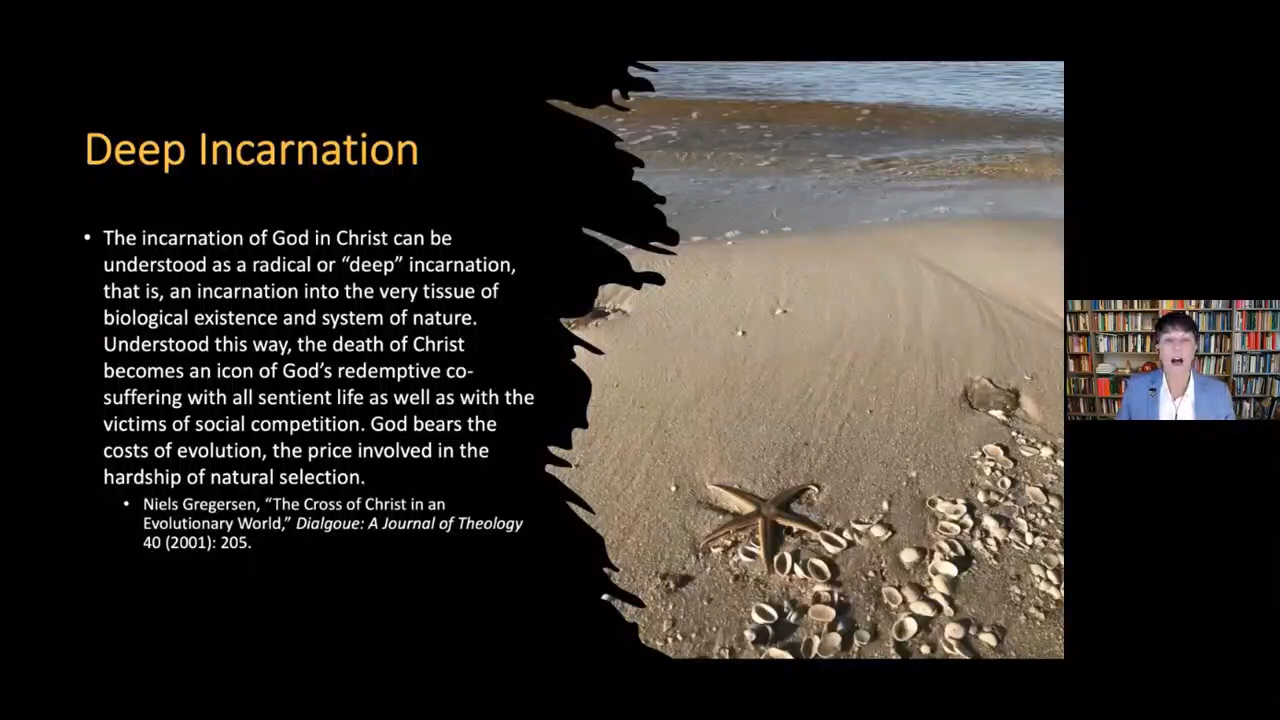 Deep Incarnation
• The incarnation of God in Christ can be
understood as a radical or “deep” incarnation,
that is, an incarnation into the very tissue of
biological existence and system of nature.
Understood this way, the death of Christ
becomes an icon of God’s redemptive co-
suffering with all sentient life as well as with the
victims of social competition. God bears the
costs of evolution, the price involved in the
hardship of natural selection.
• Niels Gregersen, “The Cross of Christ in an
Evolutionary World,” Dialgoue: A Journal of Theology
40 (2001): 205.